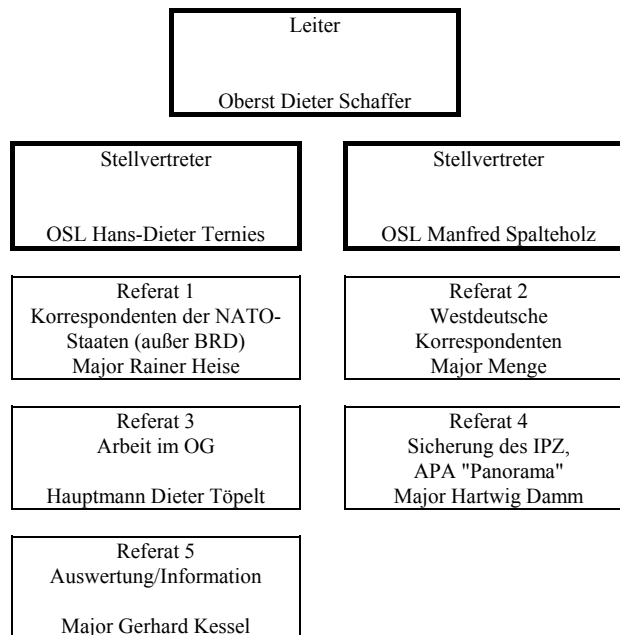 Leiter
Oberst Dieter Schaffer
Stellvertreter
OSL Hans-Dieter Ternies
Stellvertreter
OSL Manfred Spalteholz
Referat 1
Korrespondenten der NATO-
Staaten (außer BRD)
Major Rainer Heise
Referat 2
Westdeutsche
Korrespondenten
Major Menge
Referat 3
Arbeit im OG
Hauptmann Dieter Töpelt
Referat 4
Sicherung des IPZ,
APA "Panorama"
Major Hartwig Damm
Referat 5
Auswertung/Information
Major Gerhard Kessel